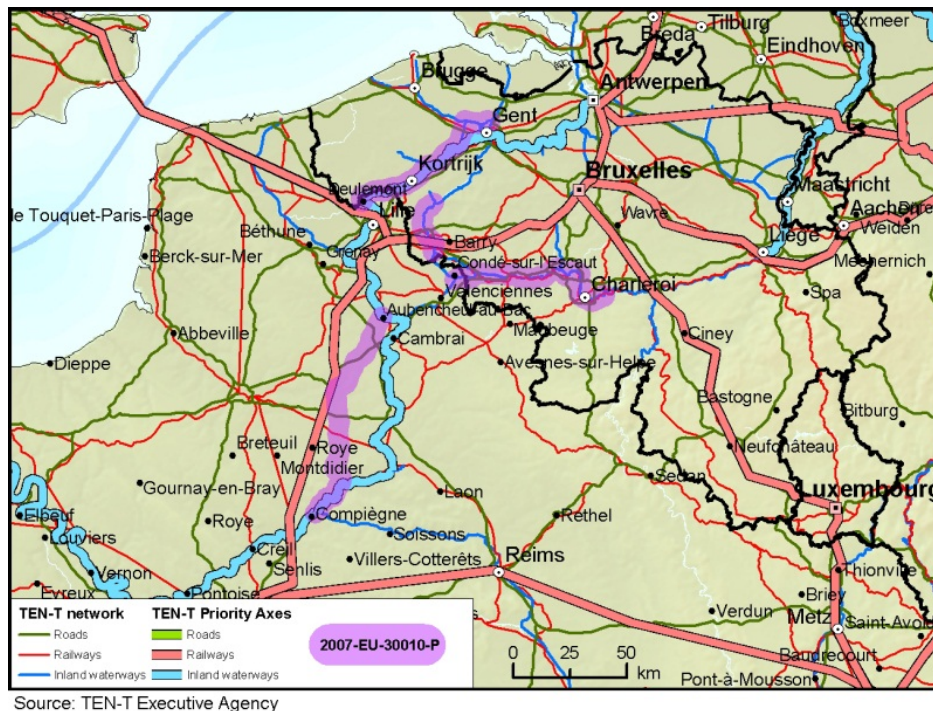 Tilburg
Boxmeer
Breda
Eindhoven
Brugge
Antwerpen
Gent
Kortrijk
Bruxelles
Deulemont
Maastricht
Lille
Wavre
Aachen
le Touquet-Paris-Plage
Weiden
Béthune
Barry
Liège
Grenay
Berck-sur-Mer
Condé-sur-l'Escaut
Mechernich
Charleroi
Valenciennes
Spa
Aubencheul-au-Bac
Abbeville
Cambrai
Maubeuge
Ciney
Dieppe
Avesnes-sur-Helpe
Bastogne
Bitburg
Breteuil
Roye
Neufchâteau
Montdidier
Gournay-en-Bray
Laon
Sedan
Luxembourg
Elbeuf
Roye
Compiègne
Rethel
Louviers
Soissons
Creil
Villers-Cotterêts
Reims
Vernon
Senlis
Thionville
Evreux
Pontoise
Briey
Verdun
Metz
Saint-Avold
Baudrecourt
Pont-à-Mousson
TEN-T network
TEN-T Priority Axes
Roads
Roads
Railways
Railways
Inland waterways
Inland waterways
2007-EU-30010-P
0 25 50
km
Source: TEN-T Executive Agency